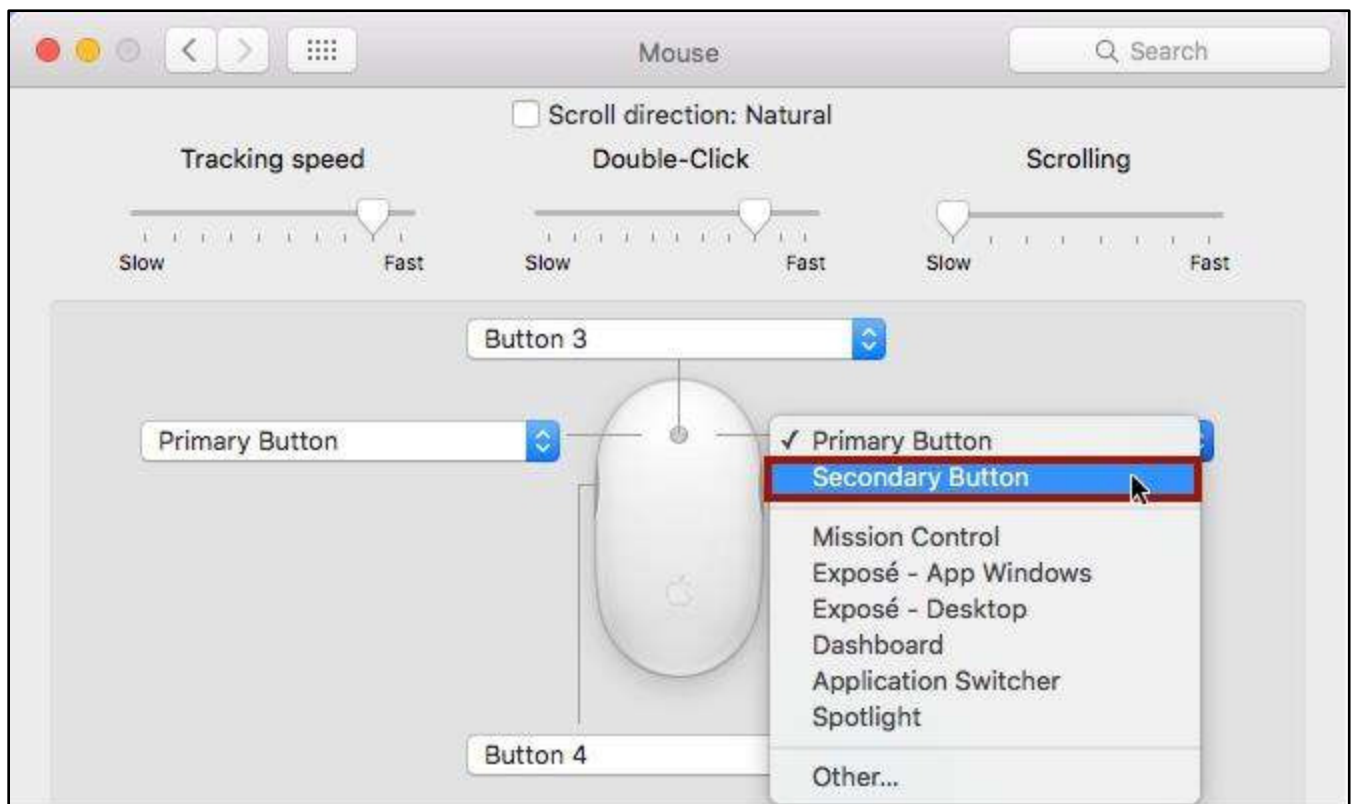 Mouse
Search
Scroll direction: Natural
Tracking speed
Double-Click
Scrolling
Slow
Fast
Slow
Fast
Slow
Fast
Button 3
Primary Button
✓ Primary Button
Secondary Button
Mission Control
Exposé - App Windows
Exposé - Desktop
Dashboard
Application Switcher
Spotlight
Button 4
Other...